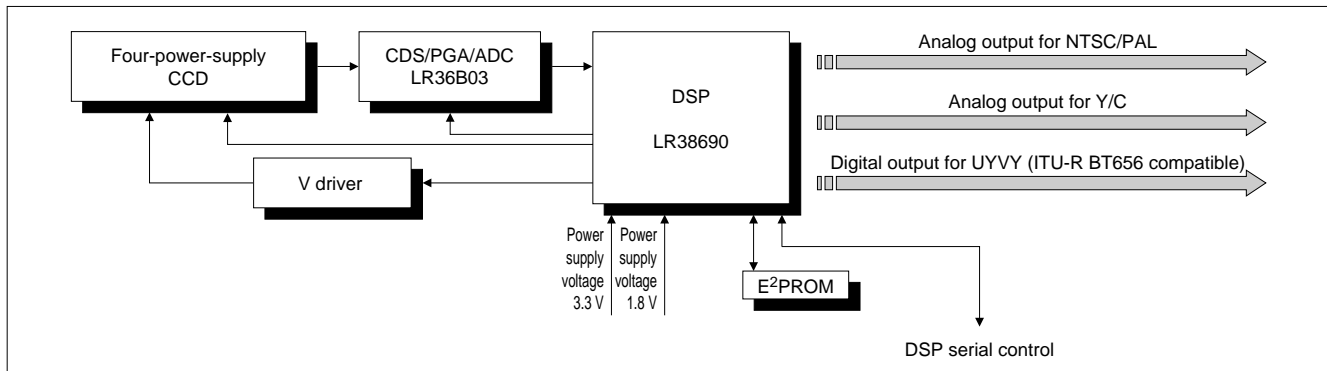 Four-power-supply
CCD
CDS/PGA/ADC
LR36B03
DSP
LR38690
V driver
Analog output for NTSC/PAL
Analog output for Y/C
Digital output for UYVY (ITU-R BT656 compatible)
Power
supply
voltage
3.3 V
Power
supply
voltage
1.8 V
E²PROM
DSP serial control